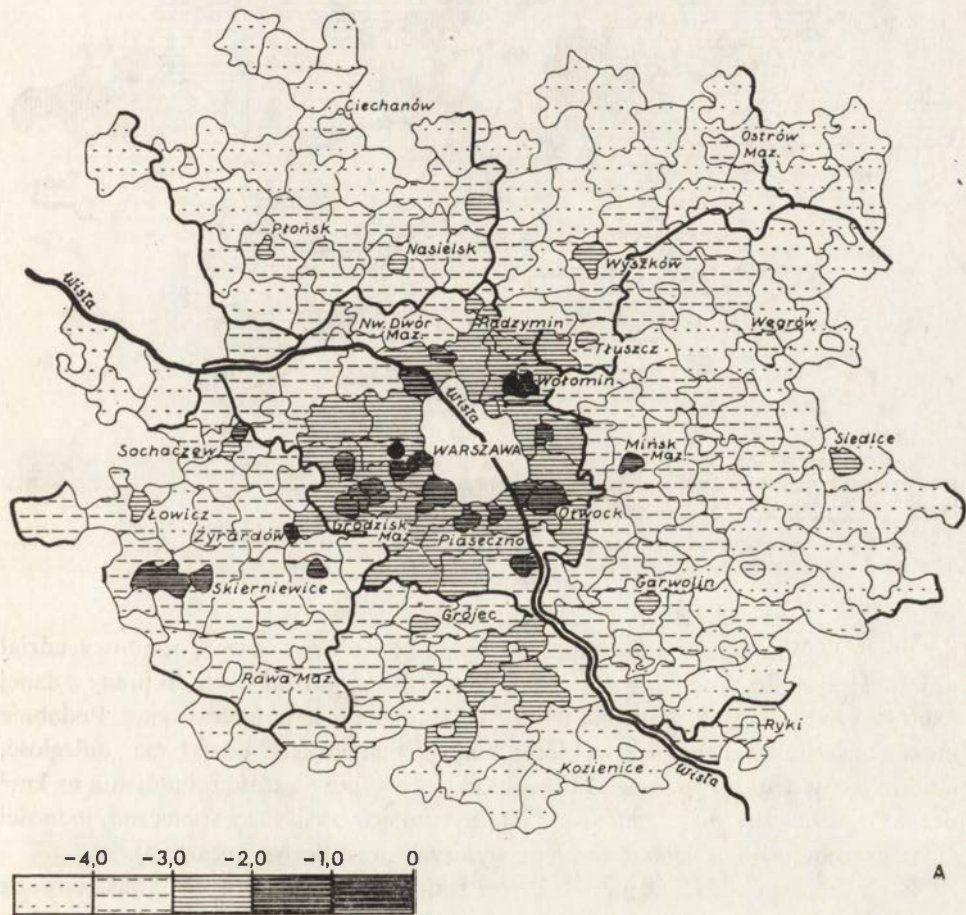 Ciechanów
Ostrów
Maz.
Płońsk
Nasielsk
Wyszków
Wisła
Nw. Dwór
Maz.
Radzymin
Tłuszcz
Węgrów
Wołomin
Wisła
Sochaczew
WARSZAWA
Mińsk
Maz.
Siedlce
Łowicz
Żyrardów
Grodzisk
Maz.
Piaseczno
Otwock
Skierniewice
Garwolin
Grójec
Rawa Maz.
Ryki
Kozienice
Wisła
-4,0 -3,0 -2,0 -1,0 0
A